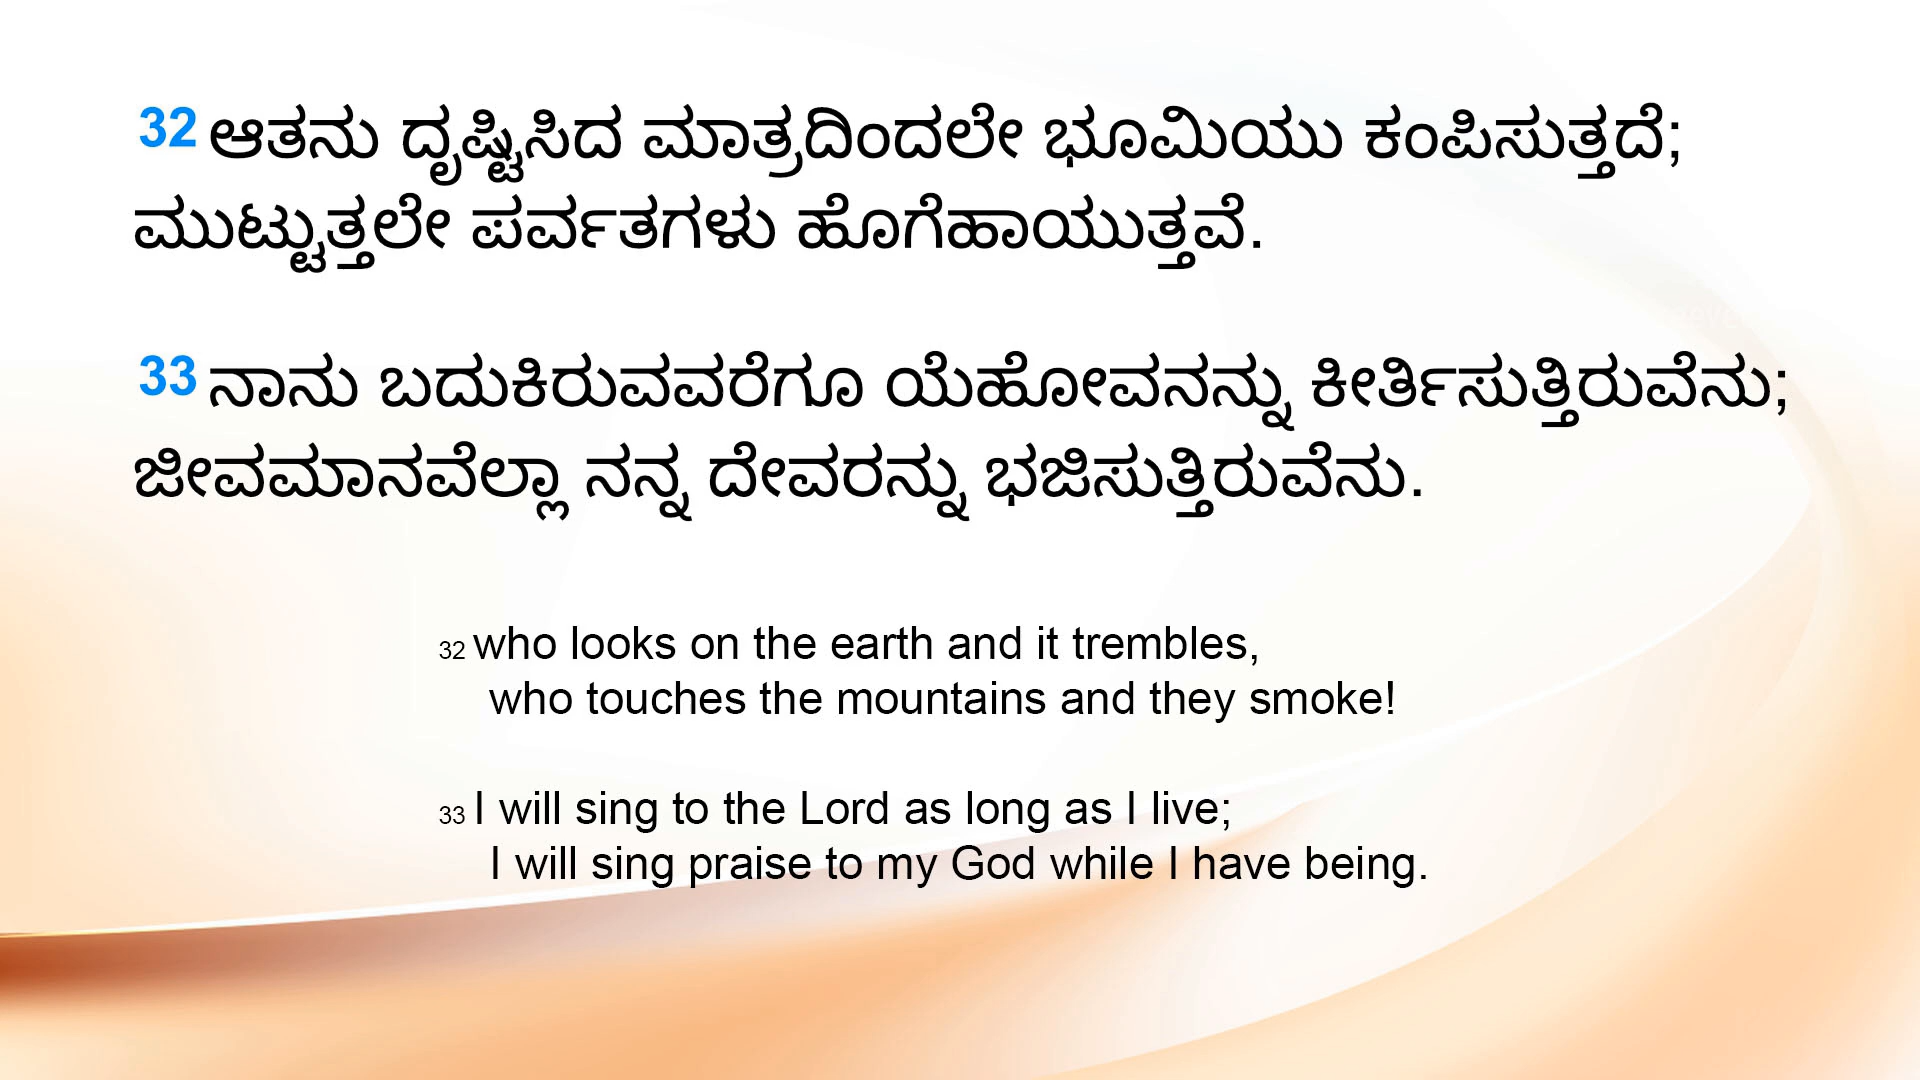 32 ಆತನು ದೃಷ್ಟಿಸಿದ ಮಾತ್ರದಿಂದಲೇ ಭೂಮಿಯು ಕಂಪಿಸುತ್ತದೆ;
ಮುಟ್ಟುತ್ತಲೇ ಪರ್ವತಗಳು ಹೊಗೆಹಾಯುತ್ತವೆ.
33 ನಾನು ಬದುಕಿರುವವರೆಗೂ ಯೆಹೋವನನ್ನು ಕೀರ್ತಿಸುತ್ತಿರುವೆನು;
ಜೀವಮಾನವೆಲ್ಲಾ ನನ್ನ ದೇವರನ್ನು ಭಜಿಸುತ್ತಿರುವೆನು.
32 who looks on the earth and it trembles,
who touches the mountains and they smoke!
33 I will sing to the Lord as long as I live;
I will sing praise to my God while I have being.